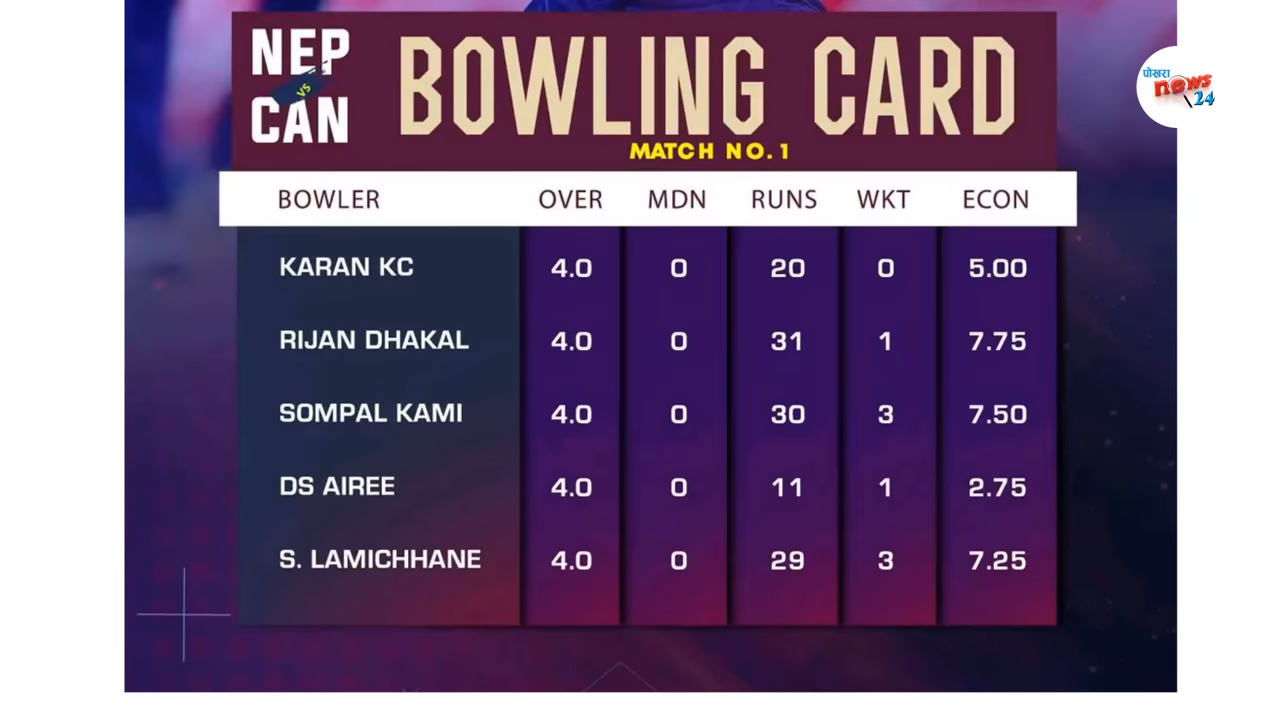 NEP
VS
CAN
BOWLING CARD
MATCH NO. 1
पोखरा
news
24
BOWLER OVER MDN RUNS WKT ECON
KARAN KC 4.0 0 20 0 5.00
RIJAN DHAKAL 4.0 0 31 1 7.75
SOMPAL KAMI 4.0 0 30 3 7.50
DS AIREE 4.0 0 11 1 2.75
S. LAMICHHANE 4.0 0 29 3 7.25